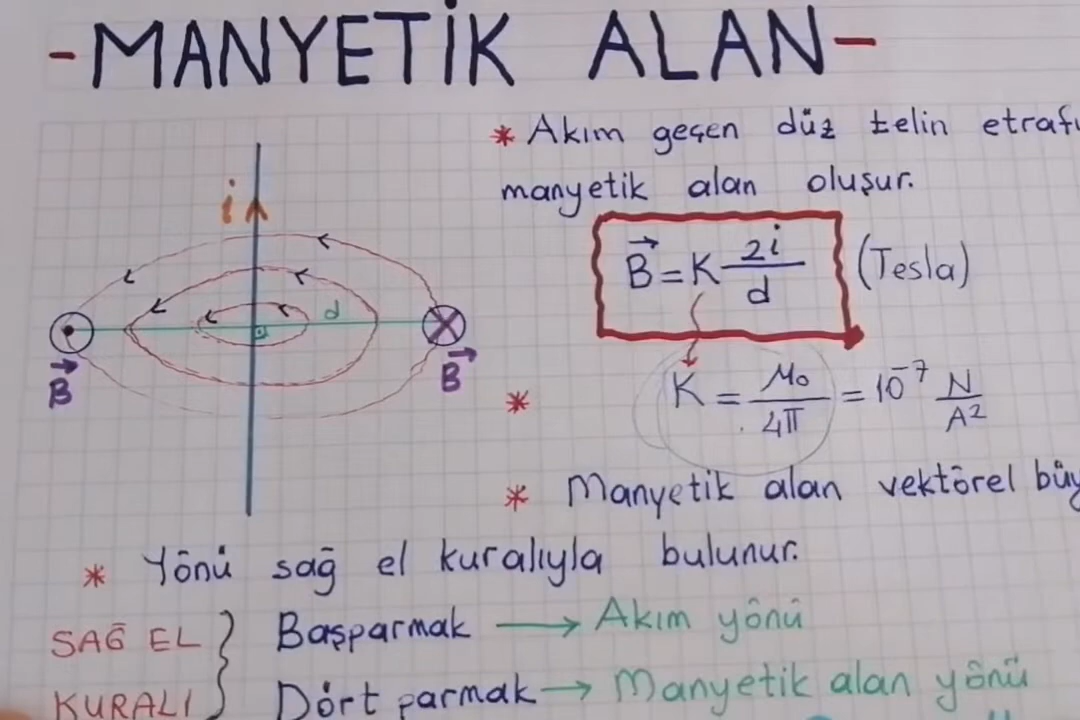 -MANYETİK ALAN-
* Akım geçen düz telin
manyetik alan oluşur.
i
d
B
B
B = K 2i/d (Tesla)
* K = μ₀/4π = 10⁻⁷ N/A²
* Manyetik alan vektörel
* Yönü sağ el kuralıyla bulunur.
SAĞ EL KURALI } Başparmak → Akım yönü
Dört parmak → Manyetik alan yönü